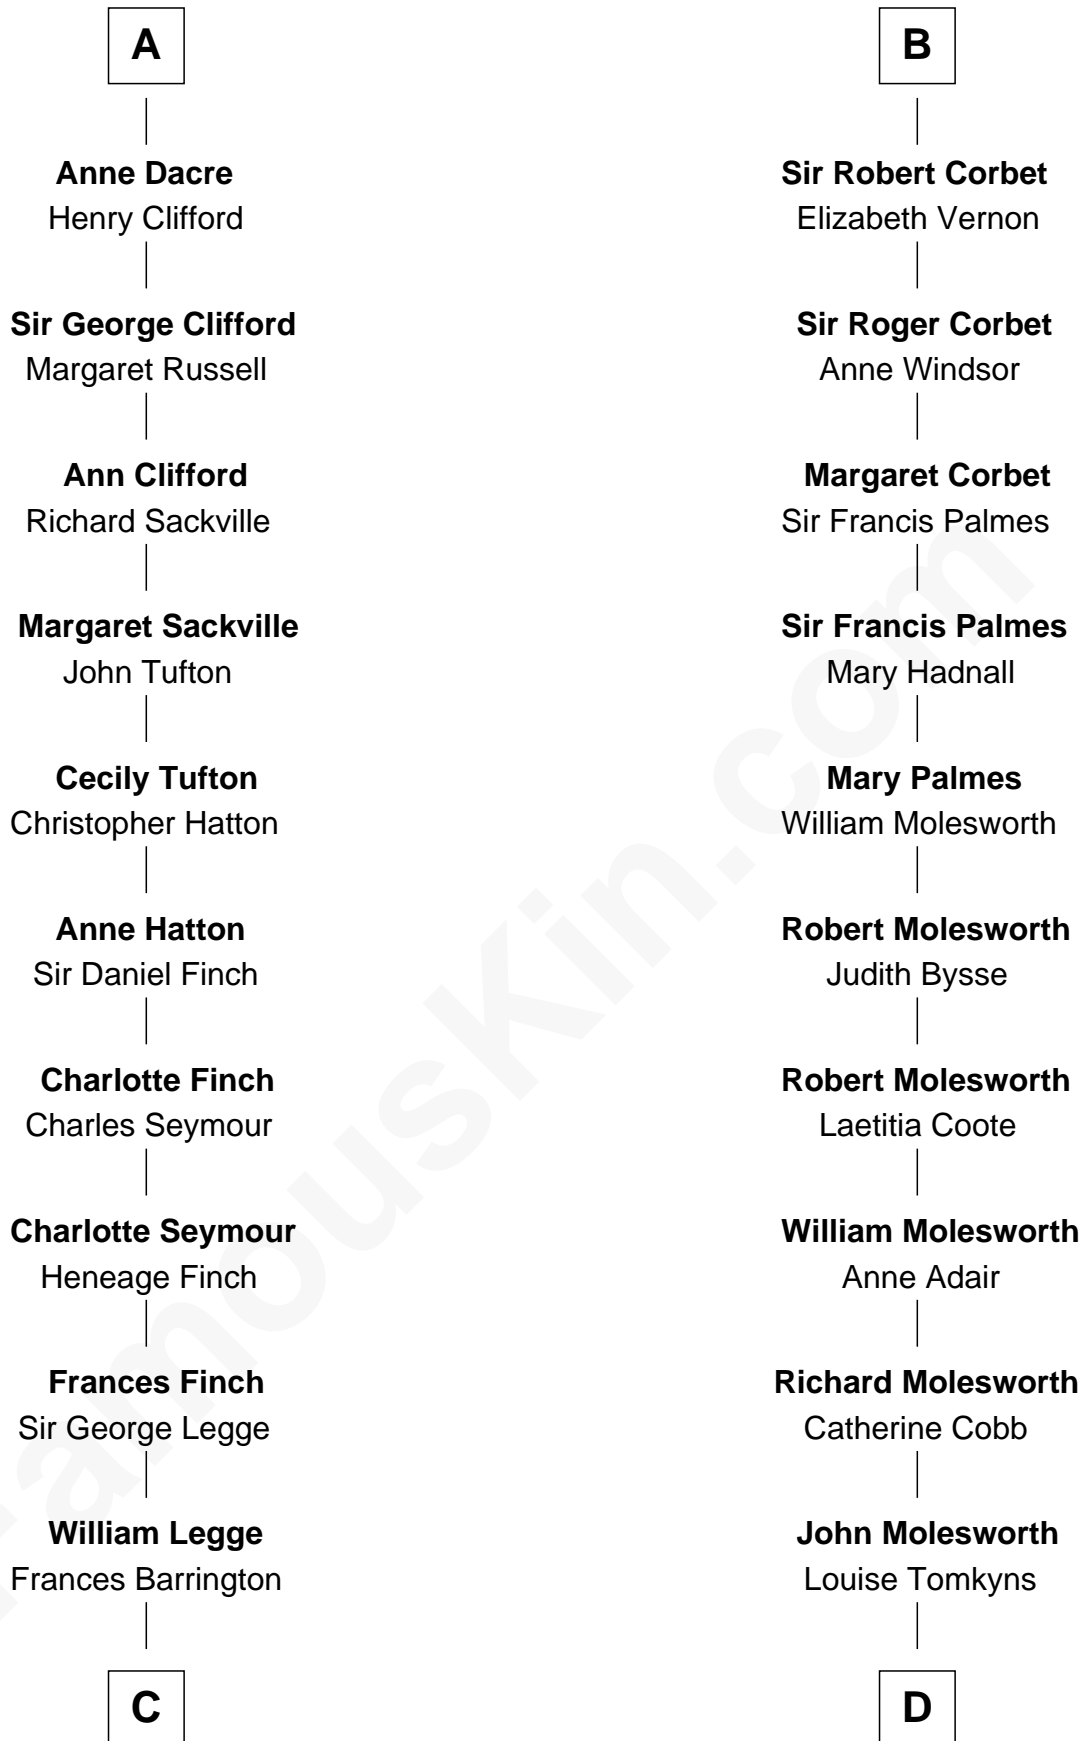 A
Anne Dacre
Henry Clifford
Sir George Clifford
Margaret Russell
Ann Clifford
Richard Sackville
Margaret Sackville
John Tufton
Cecily Tufton
Christopher Hatton
Anne Hatton
Sir Daniel Finch
Charlotte Finch
Charles Seymour
Charlotte Seymour
Heneage Finch
Frances Finch
Sir George Legge
William Legge
Frances Barrington
C
B
Sir Robert Corbet
Elizabeth Vernon
Sir Roger Corbet
Anne Windsor
Margaret Corbet
Sir Francis Palmes
Sir Francis Palmes
Mary Hadnall
Mary Palmes
William Molesworth
Robert Molesworth
Judith Bysse
Robert Molesworth
Laetitia Coote
William Molesworth
Anne Adair
Richard Molesworth
Catherine Cobb
John Molesworth
Louise Tomkyns
D
FamousKin.com